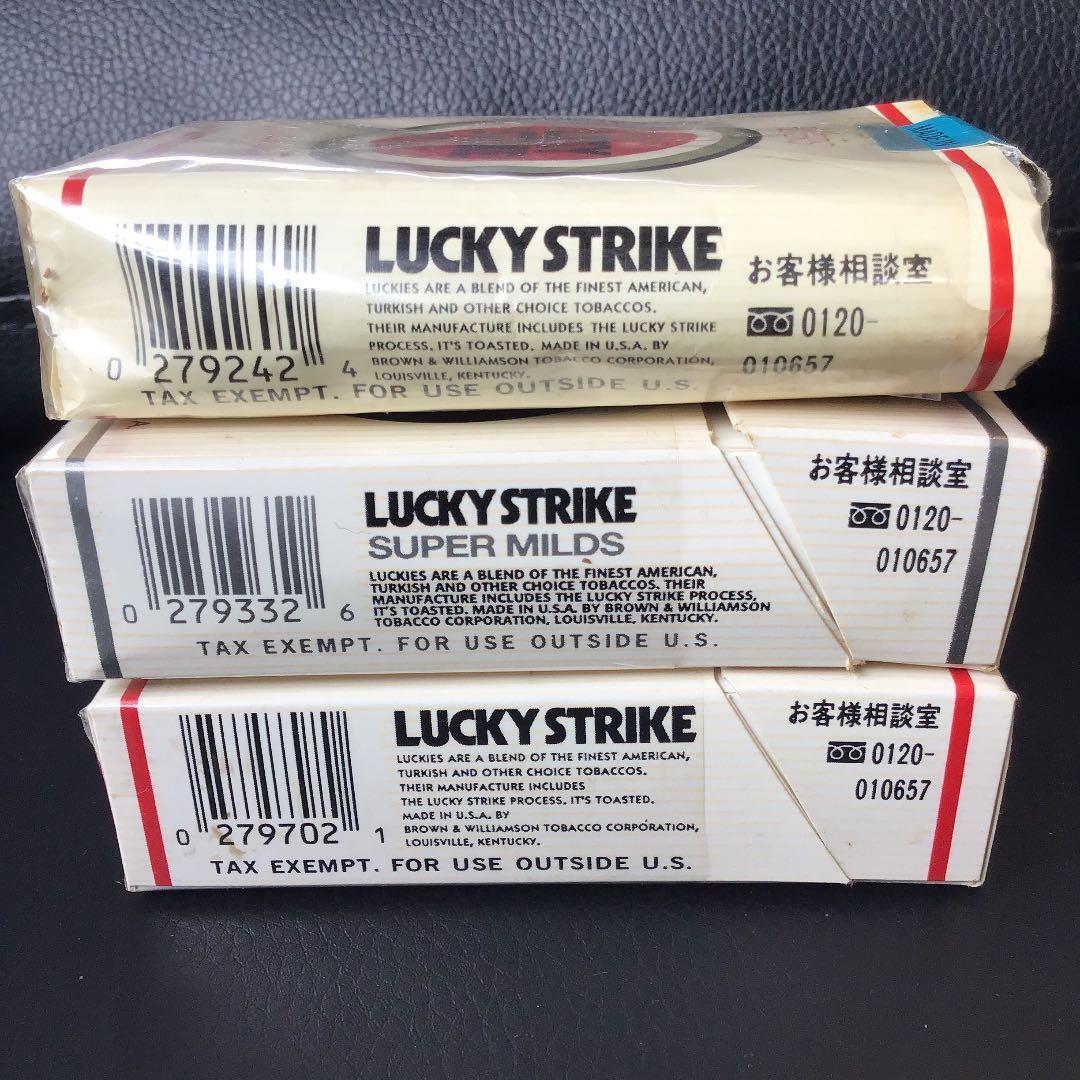 MADE IN
LUCKY STRIKE
LUCKIES ARE A BLEND OF THE FINEST AMERICAN,
TURKISH AND OTHER CHOICE TOBACCOS.
THEIR MANUFACTURE INCLUDES THE LUCKY STRIKE
PROCESS, IT'S TOASTED. MADE IN U.S.A. BY
BROWN & WILLIAMSON TOBACCO CORPORATION,
LOUISVILLE, KENTUCKY.
0 279242 4
TAX EXEMPT. FOR USE OUTSIDE U.S.
お客様相談室
0120-
010657
LUCKY STRIKE
SUPER MILDS
LUCKIES ARE A BLEND OF THE FINEST AMERICAN,
TURKISH AND OTHER CHOICE TOBACCOS. THEIR
MANUFACTURE INCLUDES THE LUCKY STRIKE PROCESS,
IT'S TOASTED. MADE IN U.S.A. BY BROWN & WILLIAMSON
TOBACCO CORPORATION, LOUISVILLE, KENTUCKY.
0 279332 6
TAX EXEMPT. FOR USE OUTSIDE U.S.
お客様相談室
0120-
010657
LUCKY STRIKE
LUCKIES ARE A BLEND OF THE FINEST AMERICAN,
TURKISH AND OTHER CHOICE TOBACCOS.
THEIR MANUFACTURE INCLUDES
THE LUCKY STRIKE PROCESS. IT'S TOASTED.
MADE IN U.S.A. BY
BROWN & WILLIAMSON TOBACCO CORPORATION,
LOUISVILLE, KENTUCKY.
0 279702 1
TAX EXEMPT. FOR USE OUTSIDE U.S.
お客様相談室
0120-
010657